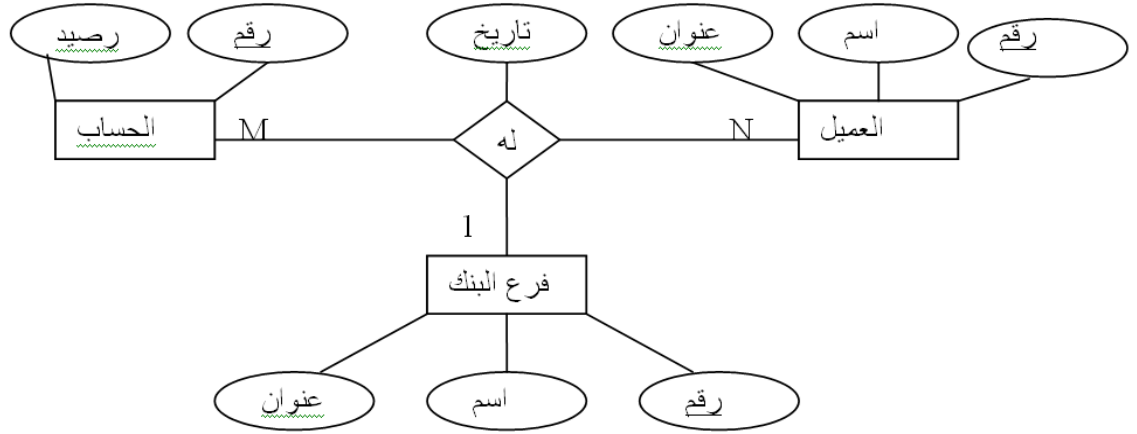 رقم
اسم
عنوان
تاريخ
رقم
رصيد
العميل
N
له
M
الحساب
1
فرع البنك
رقم
اسم
عنوان